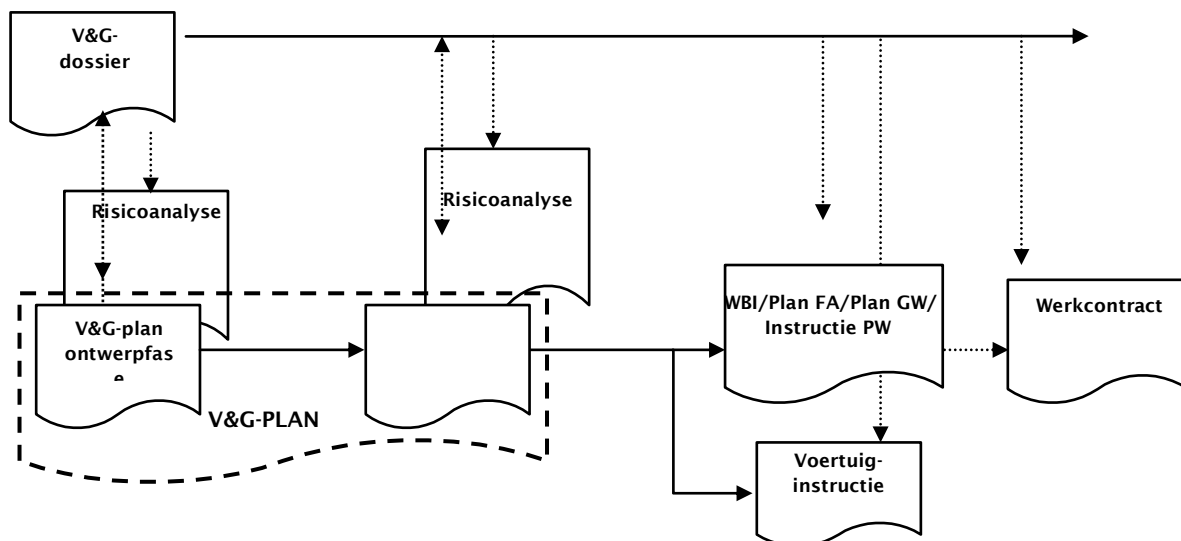 V&G-
dossier
Risicoanalyse
Risicoanalyse
V&G-plan
ontwerpfas
e
V&G-PLAN
WBI/Plan FA/Plan GW/
Instructie PW
Werkcontract
Voertuig-
instructie